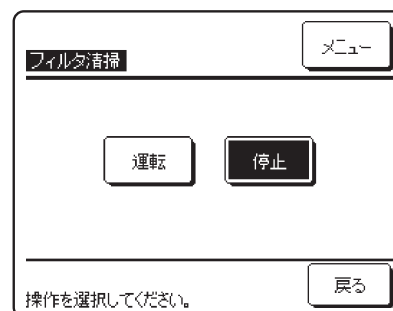 フィルタ清掃
メニュー
運転
停止
操作を選択してください。
戻る